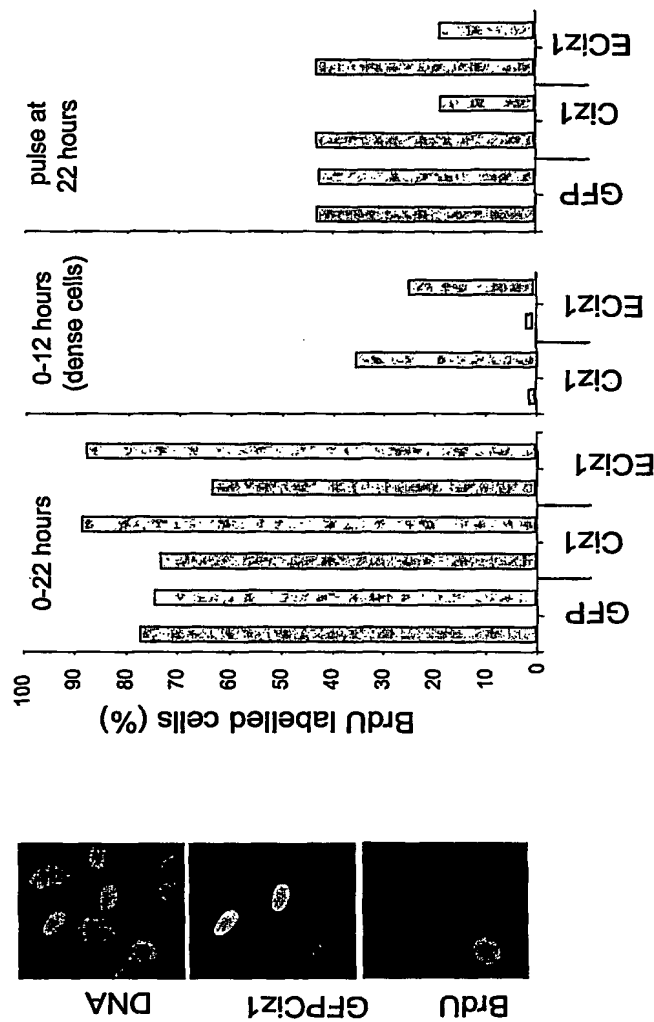 DNA
GFPCiz1
BrdU
BrdU labelled cells (%)
100
90
80
70
60
50
40
30
20
10
0
0-22 hours
GFP
Ciz1
ECiz1
0-12 hours
(dense cells)
Ciz1
ECiz1
pulse at
22 hours
GFP
Ciz1
ECiz1